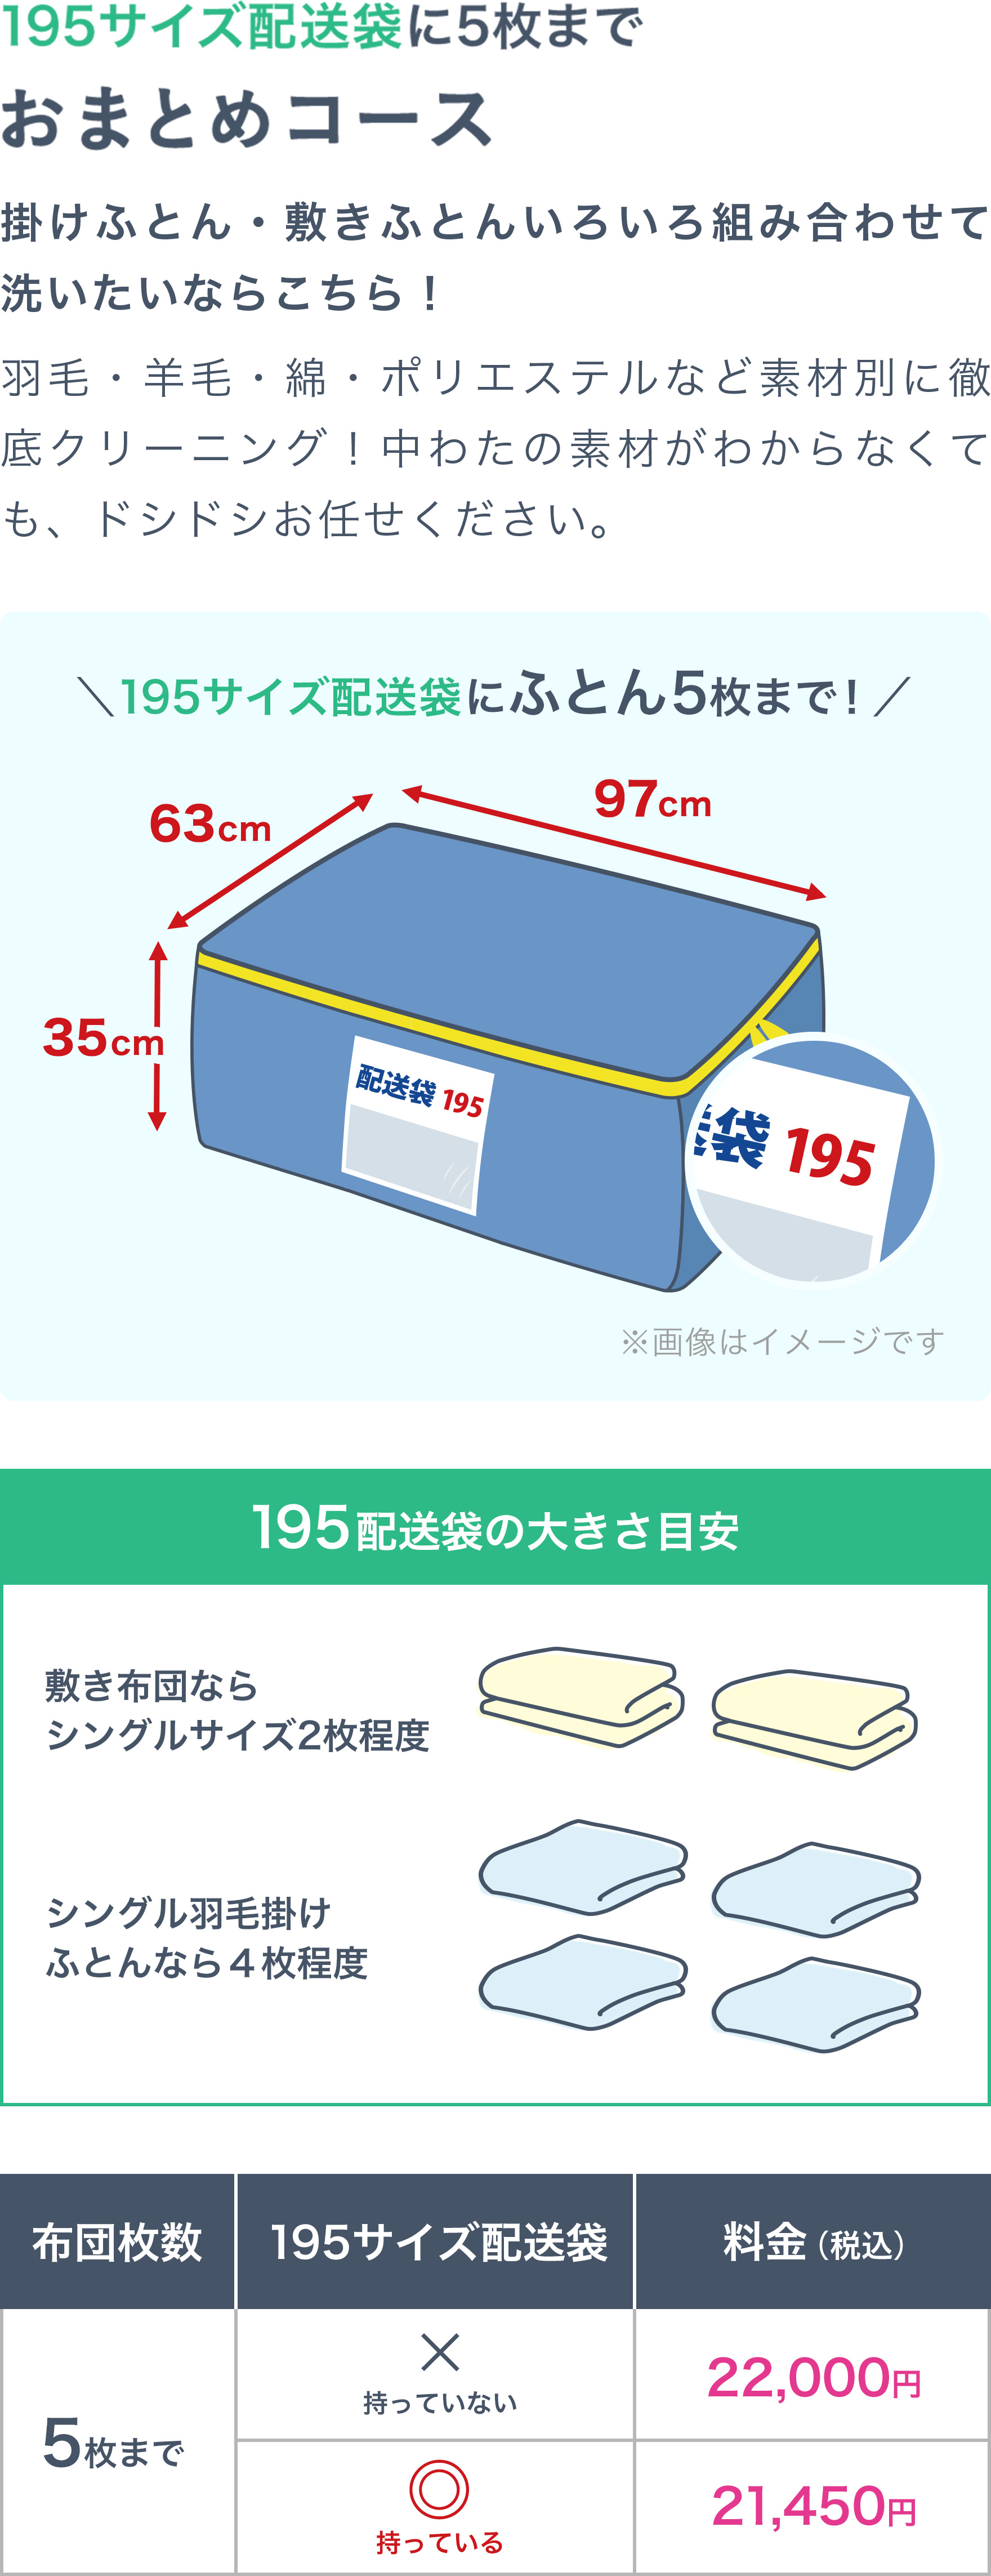 195サイズ配送袋に5枚まで
おまとめコース
掛けふとん・敷きふとんいろいろ組み合わせて
洗いたいならこちら！
羽毛・羊毛・綿・ポリエステルなど素材別に徹
底クリーニング！中わたの素材がわからなくて
も、ドシドシお任せください。
＼195サイズ配送袋にふとん5枚まで！／
63cm
97cm
35cm
配送袋 195
送袋 195
※画像はイメージです
195配送袋の大きさ目安
敷き布団なら
シングルサイズ2枚程度
シングル羽毛掛け
ふとんなら４枚程度
布団枚数 195サイズ配送袋 料金（税込）
5枚まで
×
持っていない
22,000円
◎
持っている
21,450円